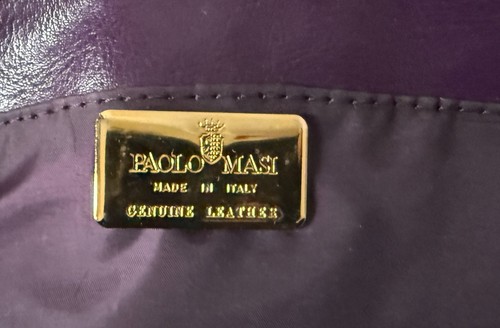 PAOLO MASI
MADE IN ITALY
GENUINE LEATHER